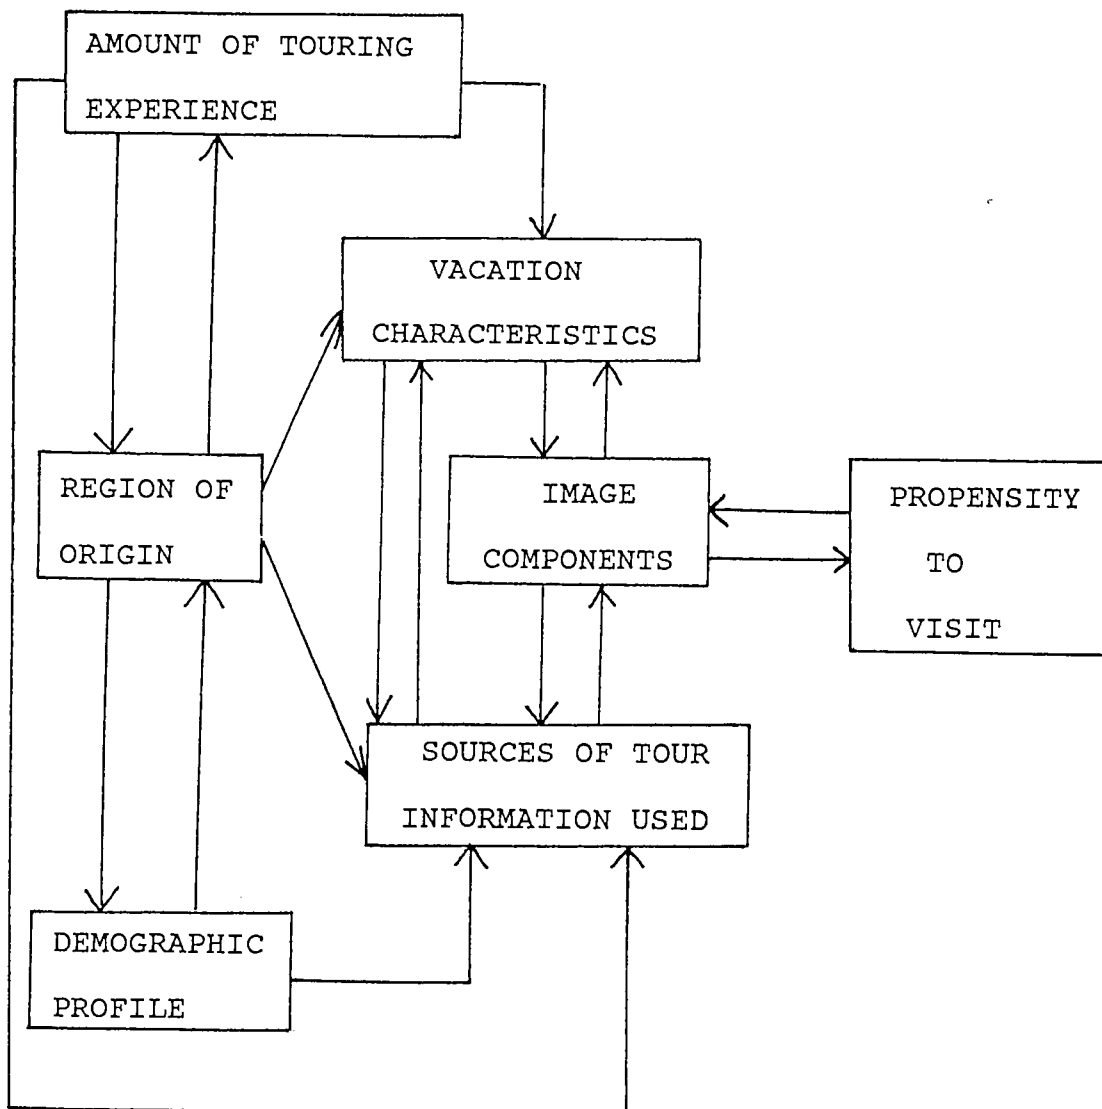 AMOUNT OF TOURING
EXPERIENCE
VACATION
CHARACTERISTICS
REGION OF
ORIGIN
IMAGE
COMPONENTS
PROPENSITY
TO
VISIT
SOURCES OF TOUR
INFORMATION USED
DEMOGRAPHIC
PROFILE